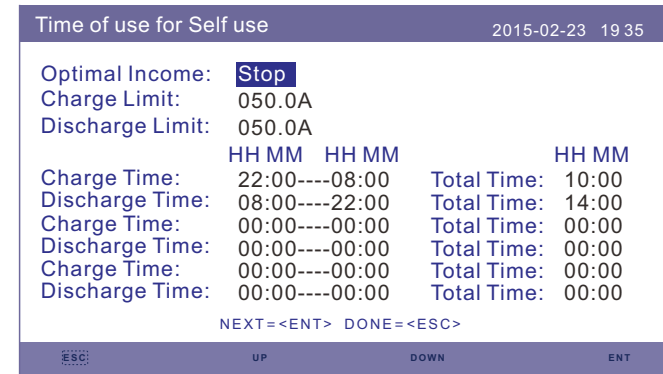 Time of use for Self use 2015-02-23 19 35
Optimal Income: Stop
Charge Limit: 050.0A
Discharge Limit: 050.0A
HH MM HH MM HH MM
Charge Time: 22:00----08:00 Total Time: 10:00
Discharge Time: 08:00----22:00 Total Time: 14:00
Charge Time: 00:00----00:00 Total Time: 00:00
Discharge Time: 00:00----00:00 Total Time: 00:00
Charge Time: 00:00----00:00 Total Time: 00:00
Discharge Time: 00:00----00:00 Total Time: 00:00
NEXT=<ENT> DONE=<ESC>
ESC UP DOWN ENT